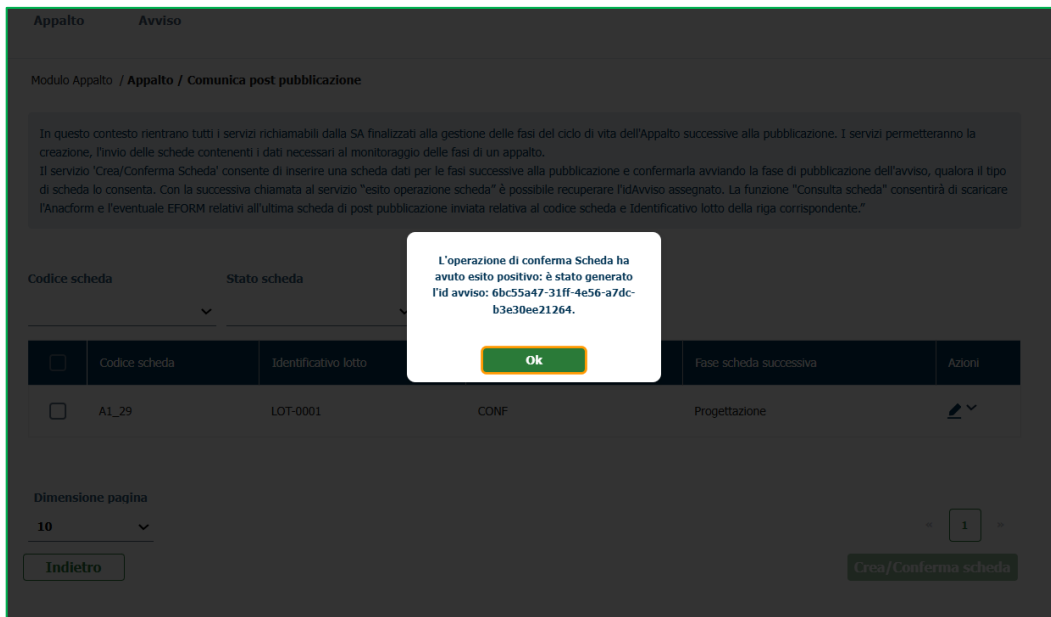 Appalto Avviso
Modulo Appalto / Appalto / Comunica post pubblicazione
In questo contesto rientrano tutti i servizi richiamabili dalla SA finalizzati alla gestione delle fasi del ciclo di vita dell'Appalto successive alla pubblicazione. I servizi permetteranno la
creazione, l'invio delle schede contenenti i dati necessari al monitoraggio delle fasi di un appalto.
Il servizio 'Crea/Conferma Scheda' consente di inserire una scheda dati per le fasi successive alla pubblicazione e confermarla avviando la fase di pubblicazione dell'avviso, qualora il tipo
di scheda lo consenta. Con la successiva chiamata al servizio "esito operazione scheda" è possibile recuperare l'idAvviso assegnato. La funzione "Consulta scheda" consentirà di scaricare
l'Anacform e l'eventuale EFORM relativi all'ultima scheda di post pubblicazione inviata relativa al codice scheda e Identificativo lotto della riga corrispondente."
L'operazione di conferma Scheda ha
avuto esito positivo: è stato generato
l'id avviso: 6bc55a47-31ff-4e56-a7dc-
b3e30ee21264.
Ok
Codice scheda Stato scheda
Codice scheda Identificativo lotto Fase scheda successiva Azioni
A1_29 LOT-0001 CONF Progettazione
Dimensione pagina
10 « 1 »
Indietro Crea/Conferma scheda